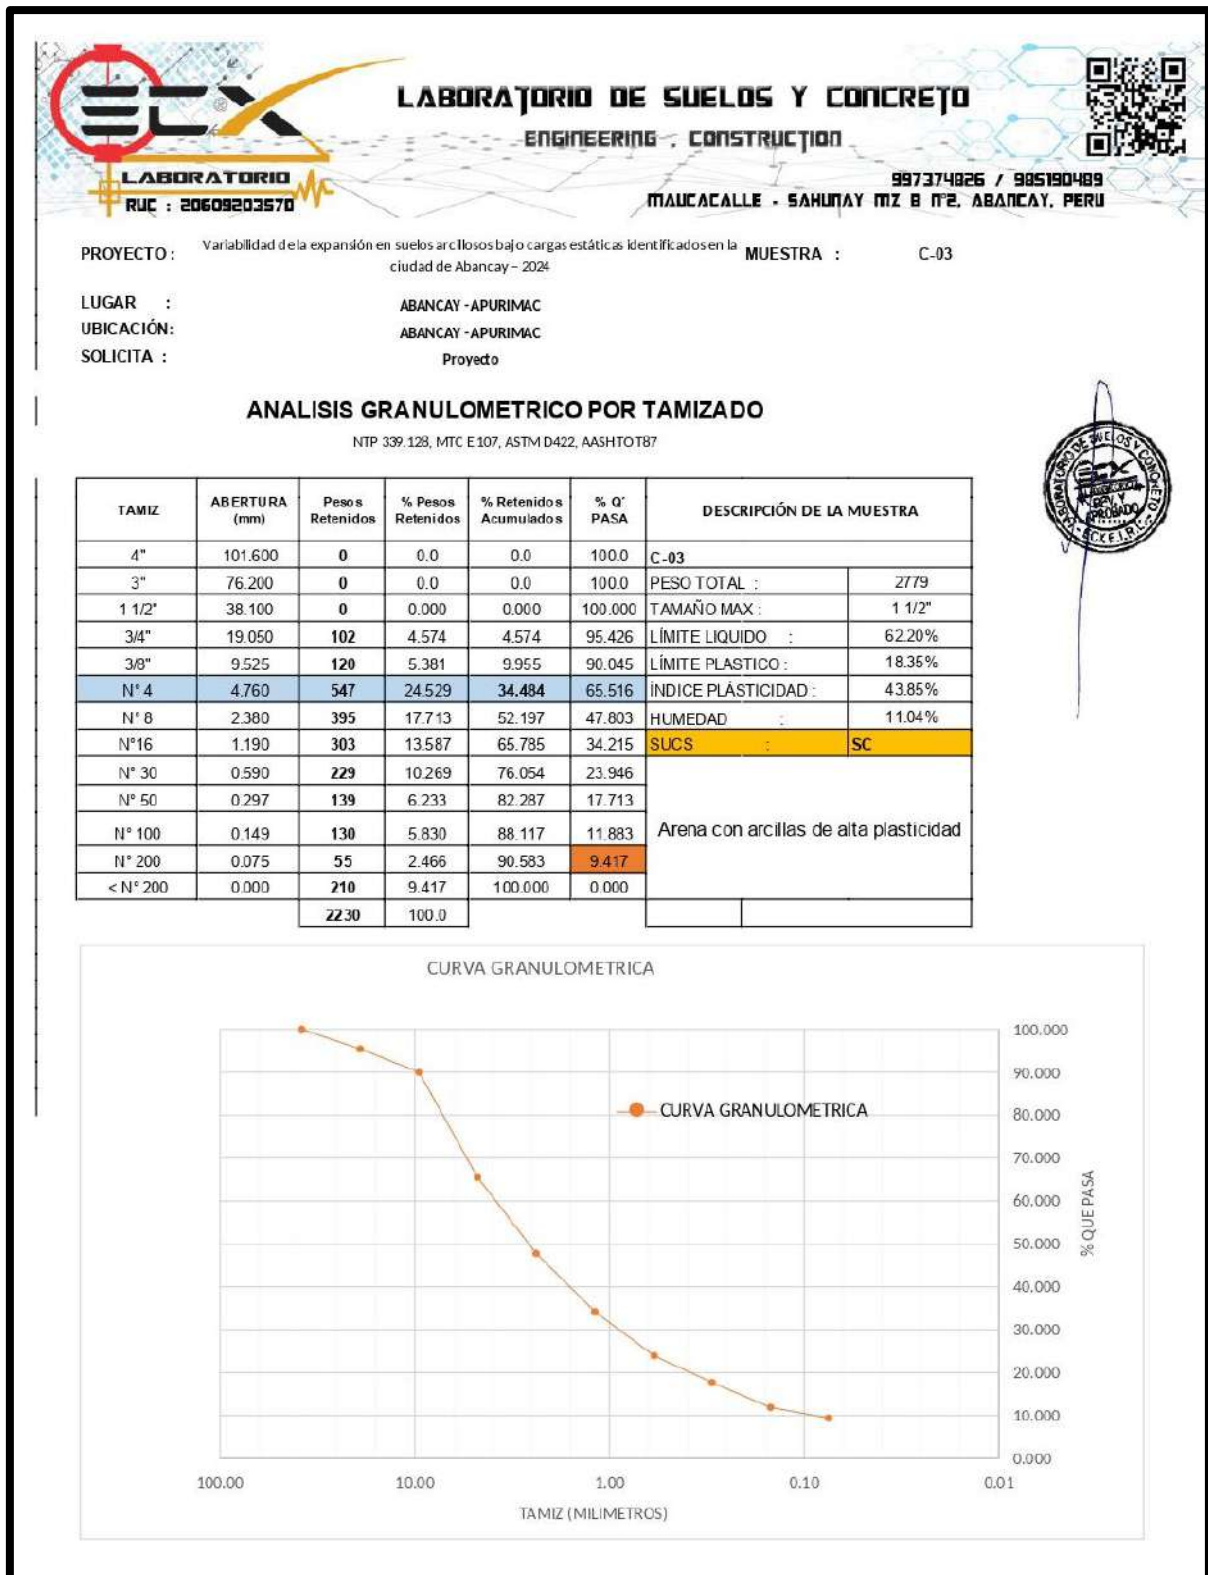 ECX
LABORATORIO
RUC : 20609203570
LABORATORIO DE SUELOS Y CONCRETO
ENGINEERING , CONSTRUCTION
997374826 / 985190489
MAUCACALLE - SAHUNAY MZ B N°2, ABANCAY, PERU
PROYECTO :
Variabilidad de la expansión en suelos arcillosos bajo cargas estáticas identificados en la
ciudad de Abancay – 2024
MUESTRA : C-03
LUGAR : ABANCAY - APURIMAC
UBICACIÓN: ABANCAY - APURIMAC
SOLICITA : Proyecto
ANALISIS GRANULOMETRICO POR TAMIZADO
NTP 339.128, MTC E 107, ASTM D422, AASHTO T87
LABORATORIO DE SUELOS Y CONCRETO
REV. Y
APROBADO
ECX E.I.R.L.
TAMIZ ABERTURA (mm) Pesos Retenidos % Pesos Retenidos % Retenidos Acumulados % Q' PASA DESCRIPCIÓN DE LA MUESTRA
4" 101.600 0 0.0 0.0 100.0 C-03
3" 76.200 0 0.0 0.0 100.0 PESO TOTAL : 2779
1 1/2" 38.100 0 0.000 0.000 100.000 TAMAÑO MAX : 1 1/2"
3/4" 19.050 102 4.574 4.574 95.426 LÍMITE LIQUIDO : 62.20%
3/8" 9.525 120 5.381 9.955 90.045 LÍMITE PLASTICO : 18.35%
N° 4 4.760 547 24.529 34.484 65.516 ÍNDICE PLÁSTICIDAD : 43.85%
N° 8 2.380 395 17.713 52.197 47.803 HUMEDAD : 11.04%
N°16 1.190 303 13.587 65.785 34.215 SUCS : SC
N° 30 0.590 229 10.269 76.054 23.946
N° 50 0.297 139 6.233 82.287 17.713
N° 100 0.149 130 5.830 88.117 11.883 Arena con arcillas de alta plasticidad
N° 200 0.075 55 2.466 90.583 9.417
< N° 200 0.000 210 9.417 100.000 0.000
2230 100.0
CURVA GRANULOMETRICA
100.000
90.000
CURVA GRANULOMETRICA
80.000
70.000
60.000
50.000
40.000
30.000
20.000
10.000
0.000
% QUE PASA
100.00 10.00 1.00 0.10 0.01
TAMIZ (MILIMETROS)